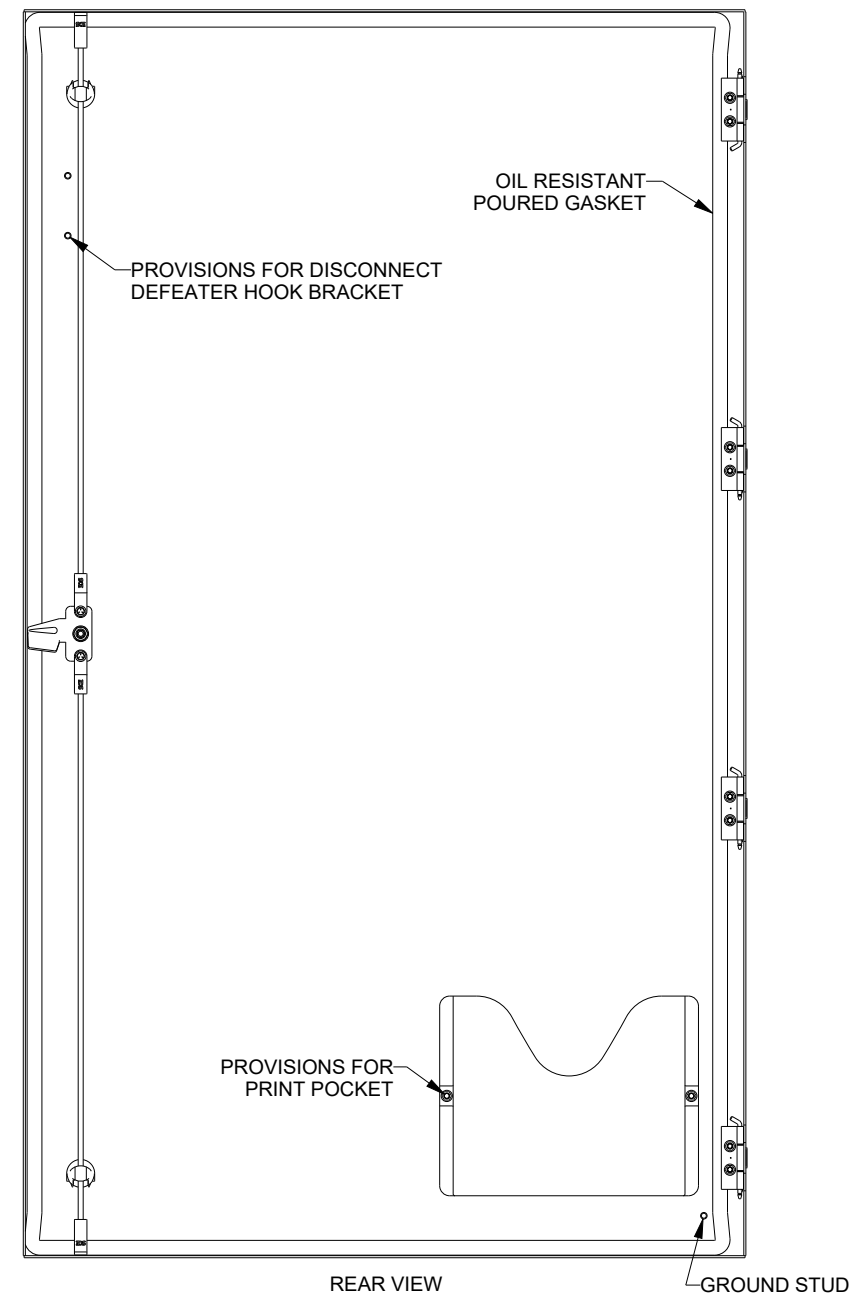 OIL RESISTANT
POURED GASKET
PROVISIONS FOR DISCONNECT
DEFEATER HOOK BRACKET
PROVISIONS FOR
PRINT POCKET
REAR VIEW
GROUND STUD